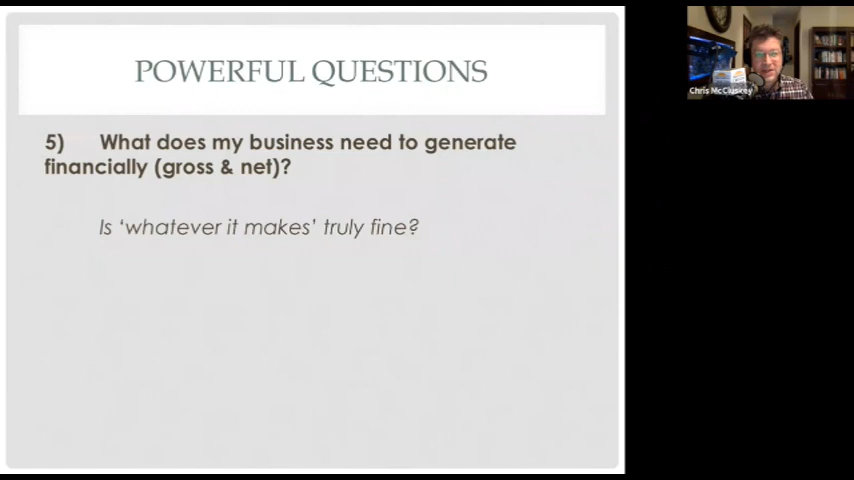 POWERFUL QUESTIONS
5) What does my business need to generate
financially (gross & net)?
Is ‘whatever it makes’ truly fine?
Chris McCluskey